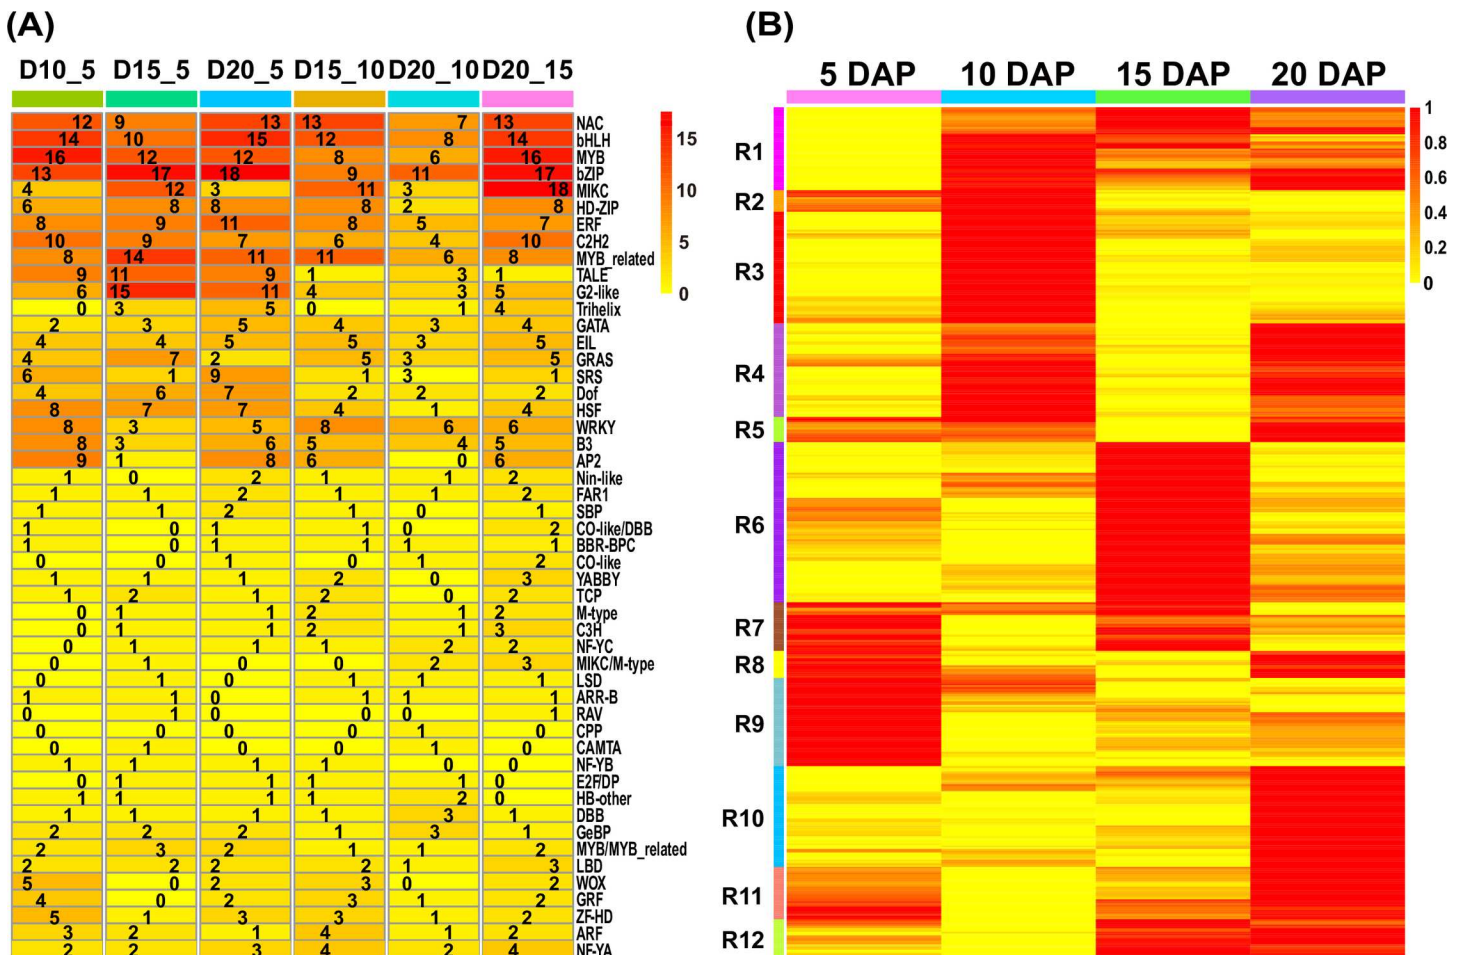 (A)
(B)
D10_5 D15_5 D20_5 D15_10 D20_10 D20_15
5 DAP 10 DAP 15 DAP 20 DAP
12 9 13 13 7 13 NAC
14 10 15 12 8 14 bHLH
16 12 12 8 6 16 MYB
13 17 18 9 11 17 bZIP
4 12 3 11 3 18 MIKC
6 8 8 8 2 8 HD-ZIP
8 9 11 8 5 7 ERF
10 9 7 6 4 10 C2H2
8 14 11 11 6 8 MYB_related
9 11 9 1 3 1 TALE
6 15 11 4 3 5 G2-like
0 3 5 0 1 4 Trihelix
2 3 5 4 3 4 GATA
4 4 5 5 3 5 EIL
4 7 2 5 3 5 GRAS
6 1 9 1 3 1 SRS
4 6 7 2 2 2 Dof
8 7 7 4 1 4 HSF
8 3 5 8 6 6 WRKY
8 3 6 5 4 5 B3
9 1 8 6 0 6 AP2
1 0 2 1 1 2 Nin-like
1 1 2 1 1 2 FAR1
1 1 2 1 0 1 SBP
1 0 1 1 0 2 CO-like/DBB
1 0 1 1 1 1 BBR-BPC
0 0 1 0 1 2 CO-like
1 1 1 2 0 3 YABBY
1 2 1 2 0 2 TCP
0 1 1 2 1 2 M-type
0 1 1 2 1 3 C3H
0 1 1 1 2 2 NF-YC
0 1 0 0 2 3 MIKC/M-type
0 1 0 1 1 1 LSD
1 1 0 1 1 1 ARR-B
0 1 0 0 0 1 RAV
0 0 0 0 1 0 CPP
0 1 0 0 1 0 CAMTA
1 1 1 1 0 0 NF-YB
0 1 1 1 1 0 E2F/DP
1 1 1 1 2 0 HB-other
1 1 1 1 3 1 DBB
2 2 2 1 3 1 GeBP
2 3 2 1 1 2 MYB/MYB_related
2 2 2 2 1 3 LBD
5 0 2 3 0 2 WOX
4 0 2 3 1 2 GRF
5 1 3 3 1 2 ZF-HD
3 2 1 4 1 2 ARF
2 2 3 4 2 4 NF-YA
15
10
5
0
R1
R2
R3
R4
R5
R6
R7
R8
R9
R10
R11
R12
1
0.8
0.6
0.4
0.2
0